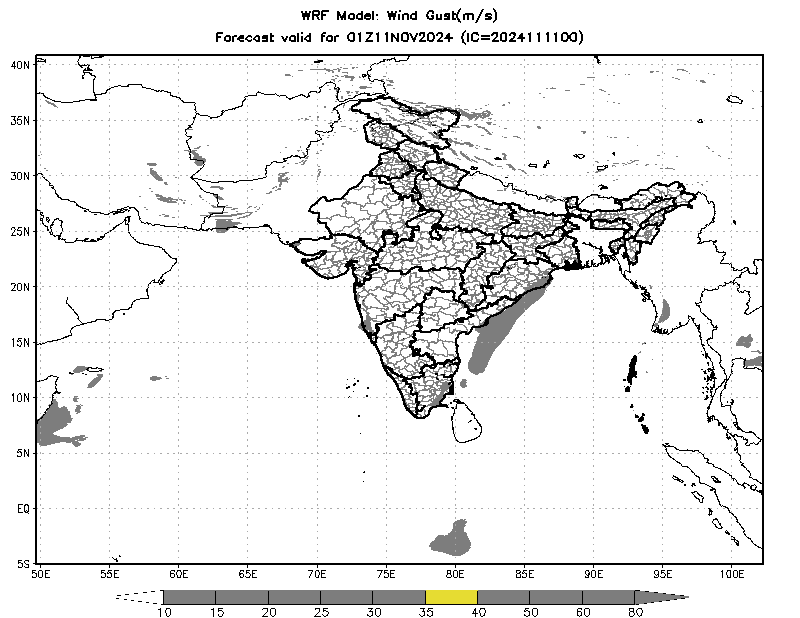 WRF Model: Wind Gust(m/s)
Forecast valid for 01Z11NOV2024 (IC=2024111100)
40N
35N
30N
25N
20N
15N
10N
5N
EQ
5S
50E 55E 60E 65E 70E 75E 80E 85E 90E 95E 100E
10 15 20 25 30 35 40 50 60 80